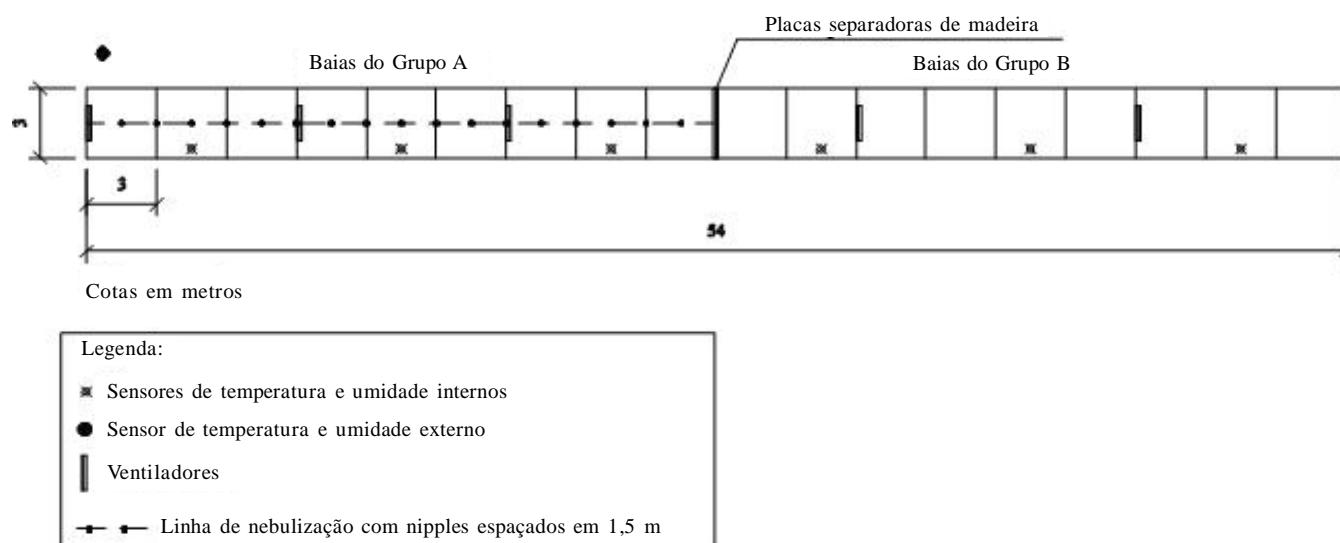 Placas separadoras de madeira
Baias do Grupo A
Baias do Grupo B
3
3
54
Cotas em metros
Legenda:
Sensores de temperatura e umidade internos
Sensor de temperatura e umidade externo
Ventiladores
Linha de nebulização com nipples espaçados em 1,5 m